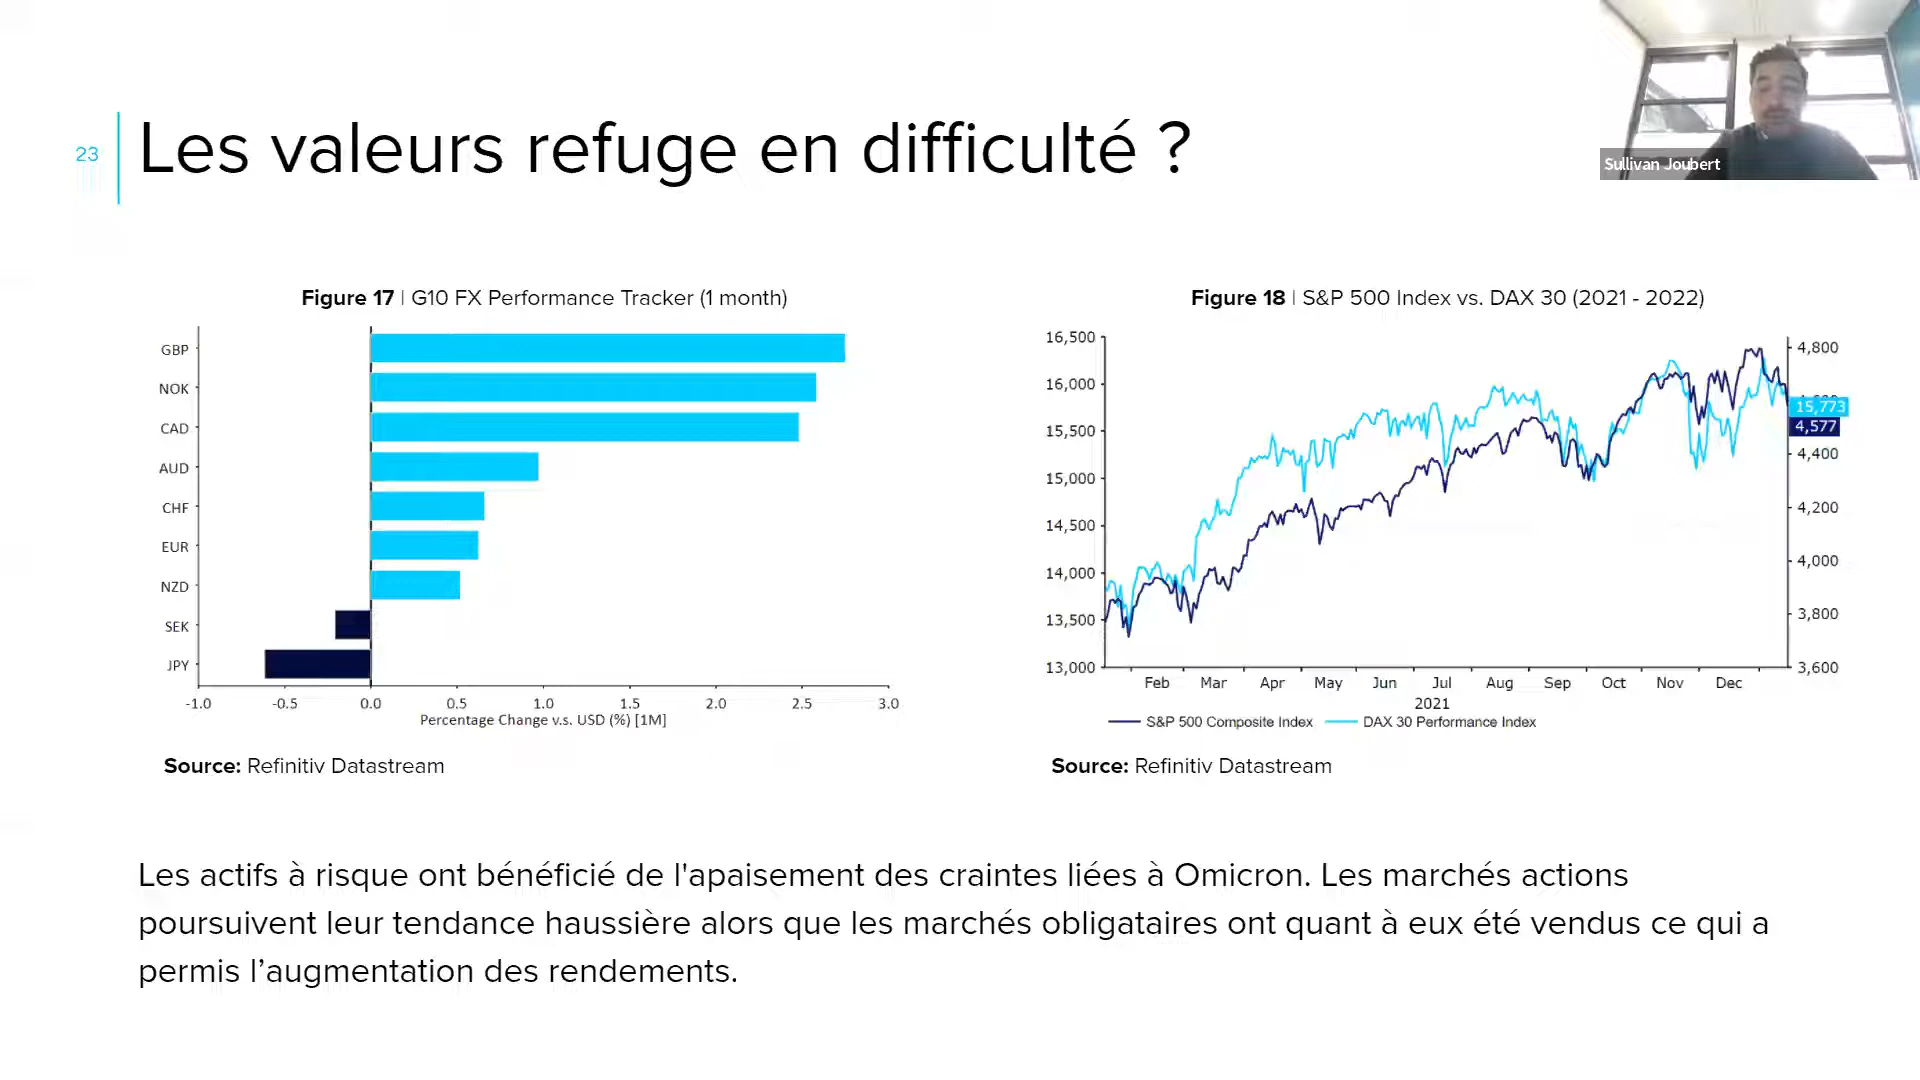 Sullivan Joubert
23
Les valeurs refuge en difficulté ?
Figure 17 | G10 FX Performance Tracker (1 month)
GBP
NOK
CAD
AUD
CHF
EUR
NZD
SEK
JPY
-1.0 -0.5 0.0 0.5 1.0 1.5 2.0 2.5 3.0
Percentage Change v.s. USD (%) [1M]
Source: Refinitiv Datastream
Figure 18 | S&P 500 Index vs. DAX 30 (2021 - 2022)
16,500
16,000
15,500
15,000
14,500
14,000
13,500
13,000
4,800
15,773
4,577
4,400
4,200
4,000
3,800
3,600
Feb Mar Apr May Jun Jul Aug Sep Oct Nov Dec
2021
S&P 500 Composite Index DAX 30 Performance Index
Source: Refinitiv Datastream
Les actifs à risque ont bénéficié de l'apaisement des craintes liées à Omicron. Les marchés actions
poursuivent leur tendance haussière alors que les marchés obligataires ont quant à eux été vendus ce qui a
permis l’augmentation des rendements.